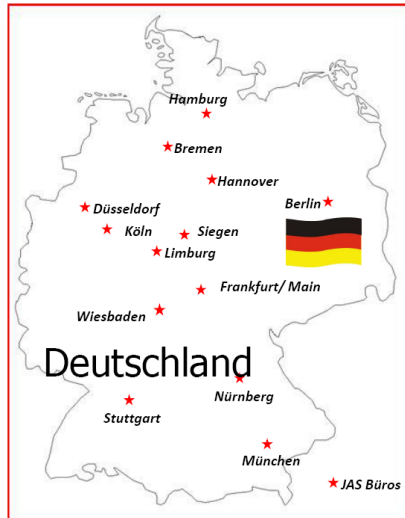 Hamburg
Bremen
Hannover
Berlin
Düsseldorf
Köln
Siegen
Limburg
Frankfurt/ Main
Wiesbaden
Deutschland
Nürnberg
Stuttgart
München
JAS Büros